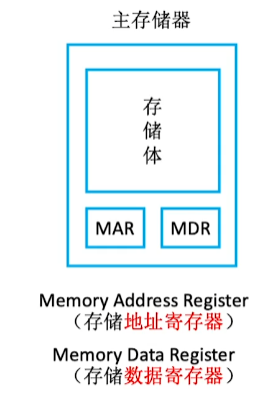 主存储器
存
储
体
MAR
MDR
Memory Address Register
（存储地址寄存器）
Memory Data Register
（存储数据寄存器）